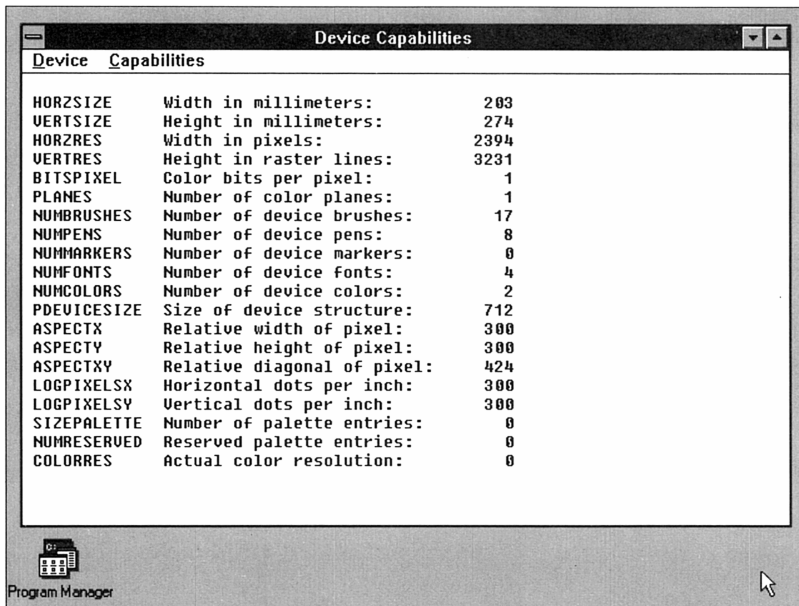 Device Capabilities
Device Capabilities
HORZSIZE Width in millimeters: 203
VERTSIZE Height in millimeters: 274
HORZRES Width in pixels: 2394
VERTRES Height in raster lines: 3231
BITSPIXEL Color bits per pixel: 1
PLANES Number of color planes: 1
NUMBRUSHES Number of device brushes: 17
NUMPENS Number of device pens: 8
NUMMARKERS Number of device markers: 0
NUMFONTS Number of device fonts: 4
NUMCOLORS Number of device colors: 2
PDEVICESIZE Size of device structure: 712
ASPECTX Relative width of pixel: 300
ASPECTY Relative height of pixel: 300
ASPECTXY Relative diagonal of pixel: 424
LOGPIXELSX Horizontal dots per inch: 300
LOGPIXELSY Vertical dots per inch: 300
SIZEPALETTE Number of palette entries: 0
NUMRESERVED Reserved palette entries: 0
COLORRES Actual color resolution: 0
C:\
Program Manager